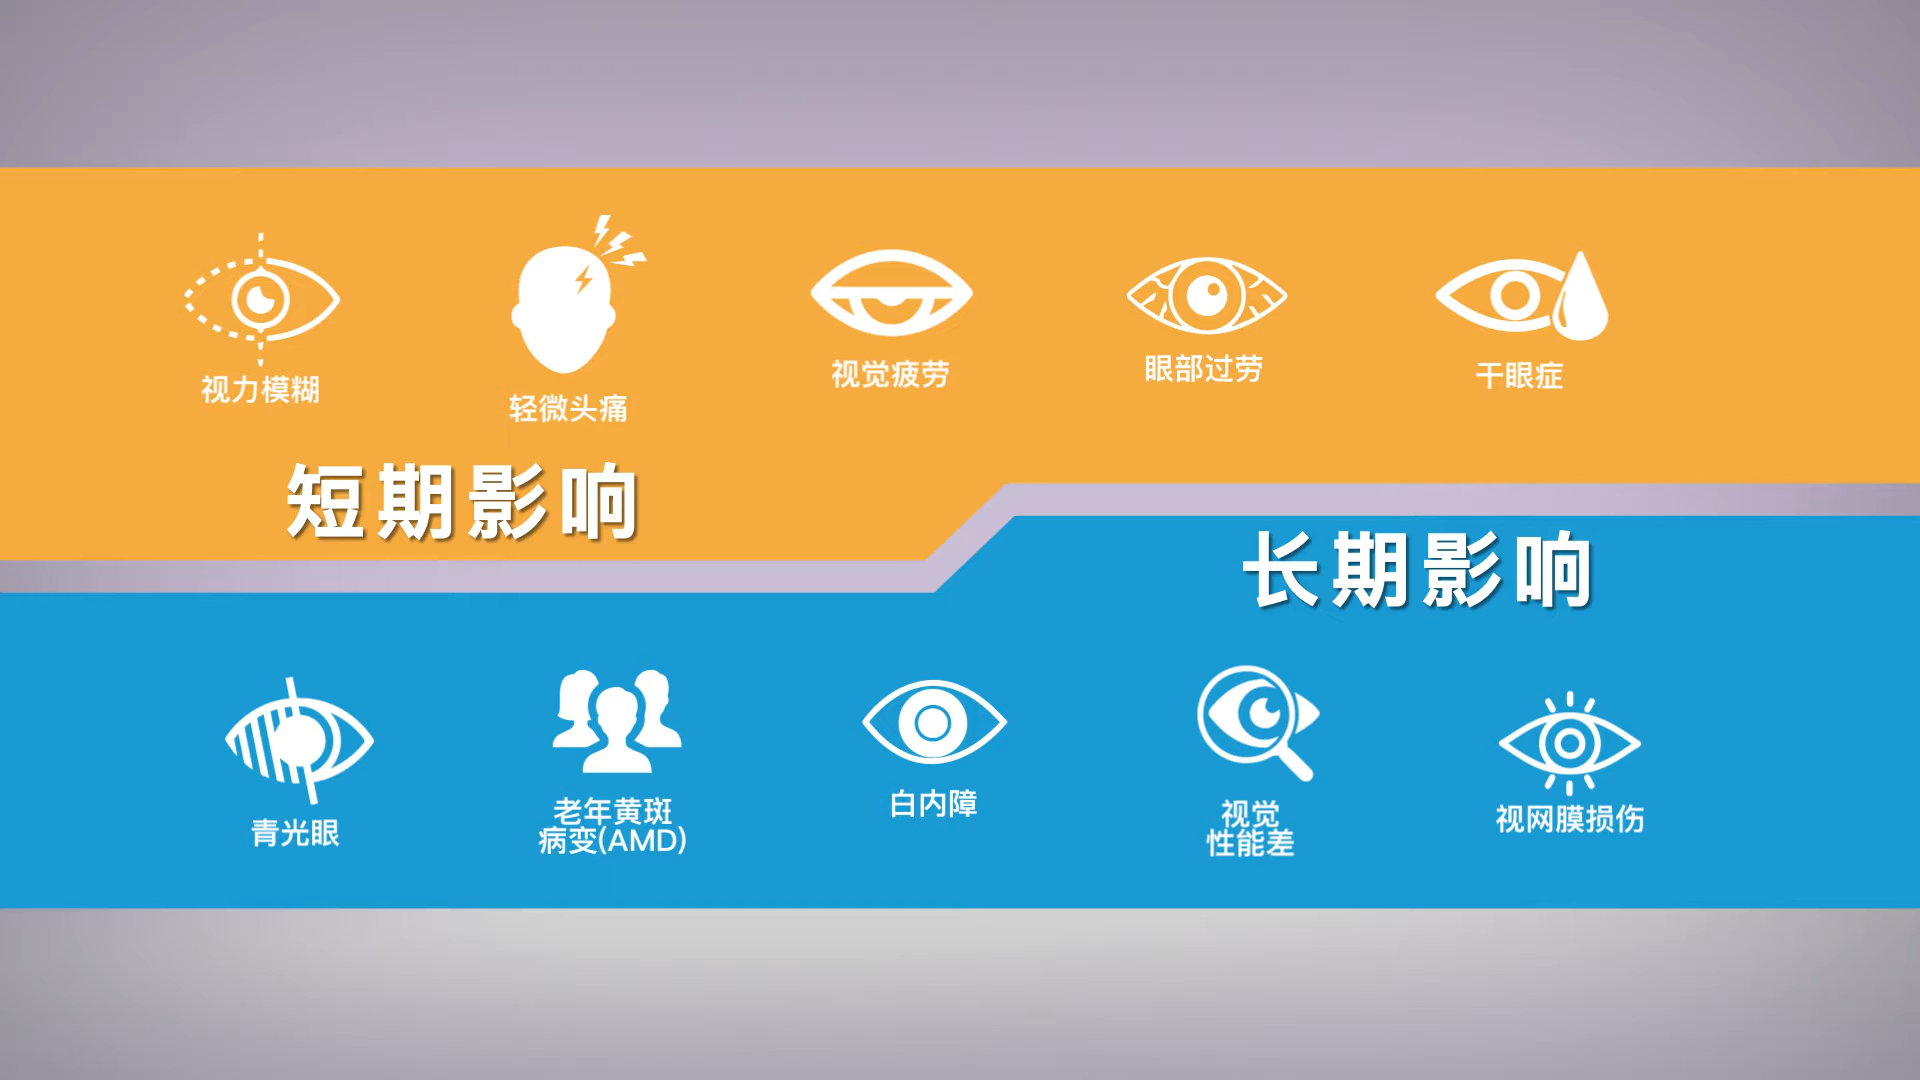 视力模糊
轻微头痛
视觉疲劳
眼部过劳
干眼症
短期影响
长期影响
青光眼
老年黄斑
病变(AMD)
白内障
视觉
性能差
视网膜损伤